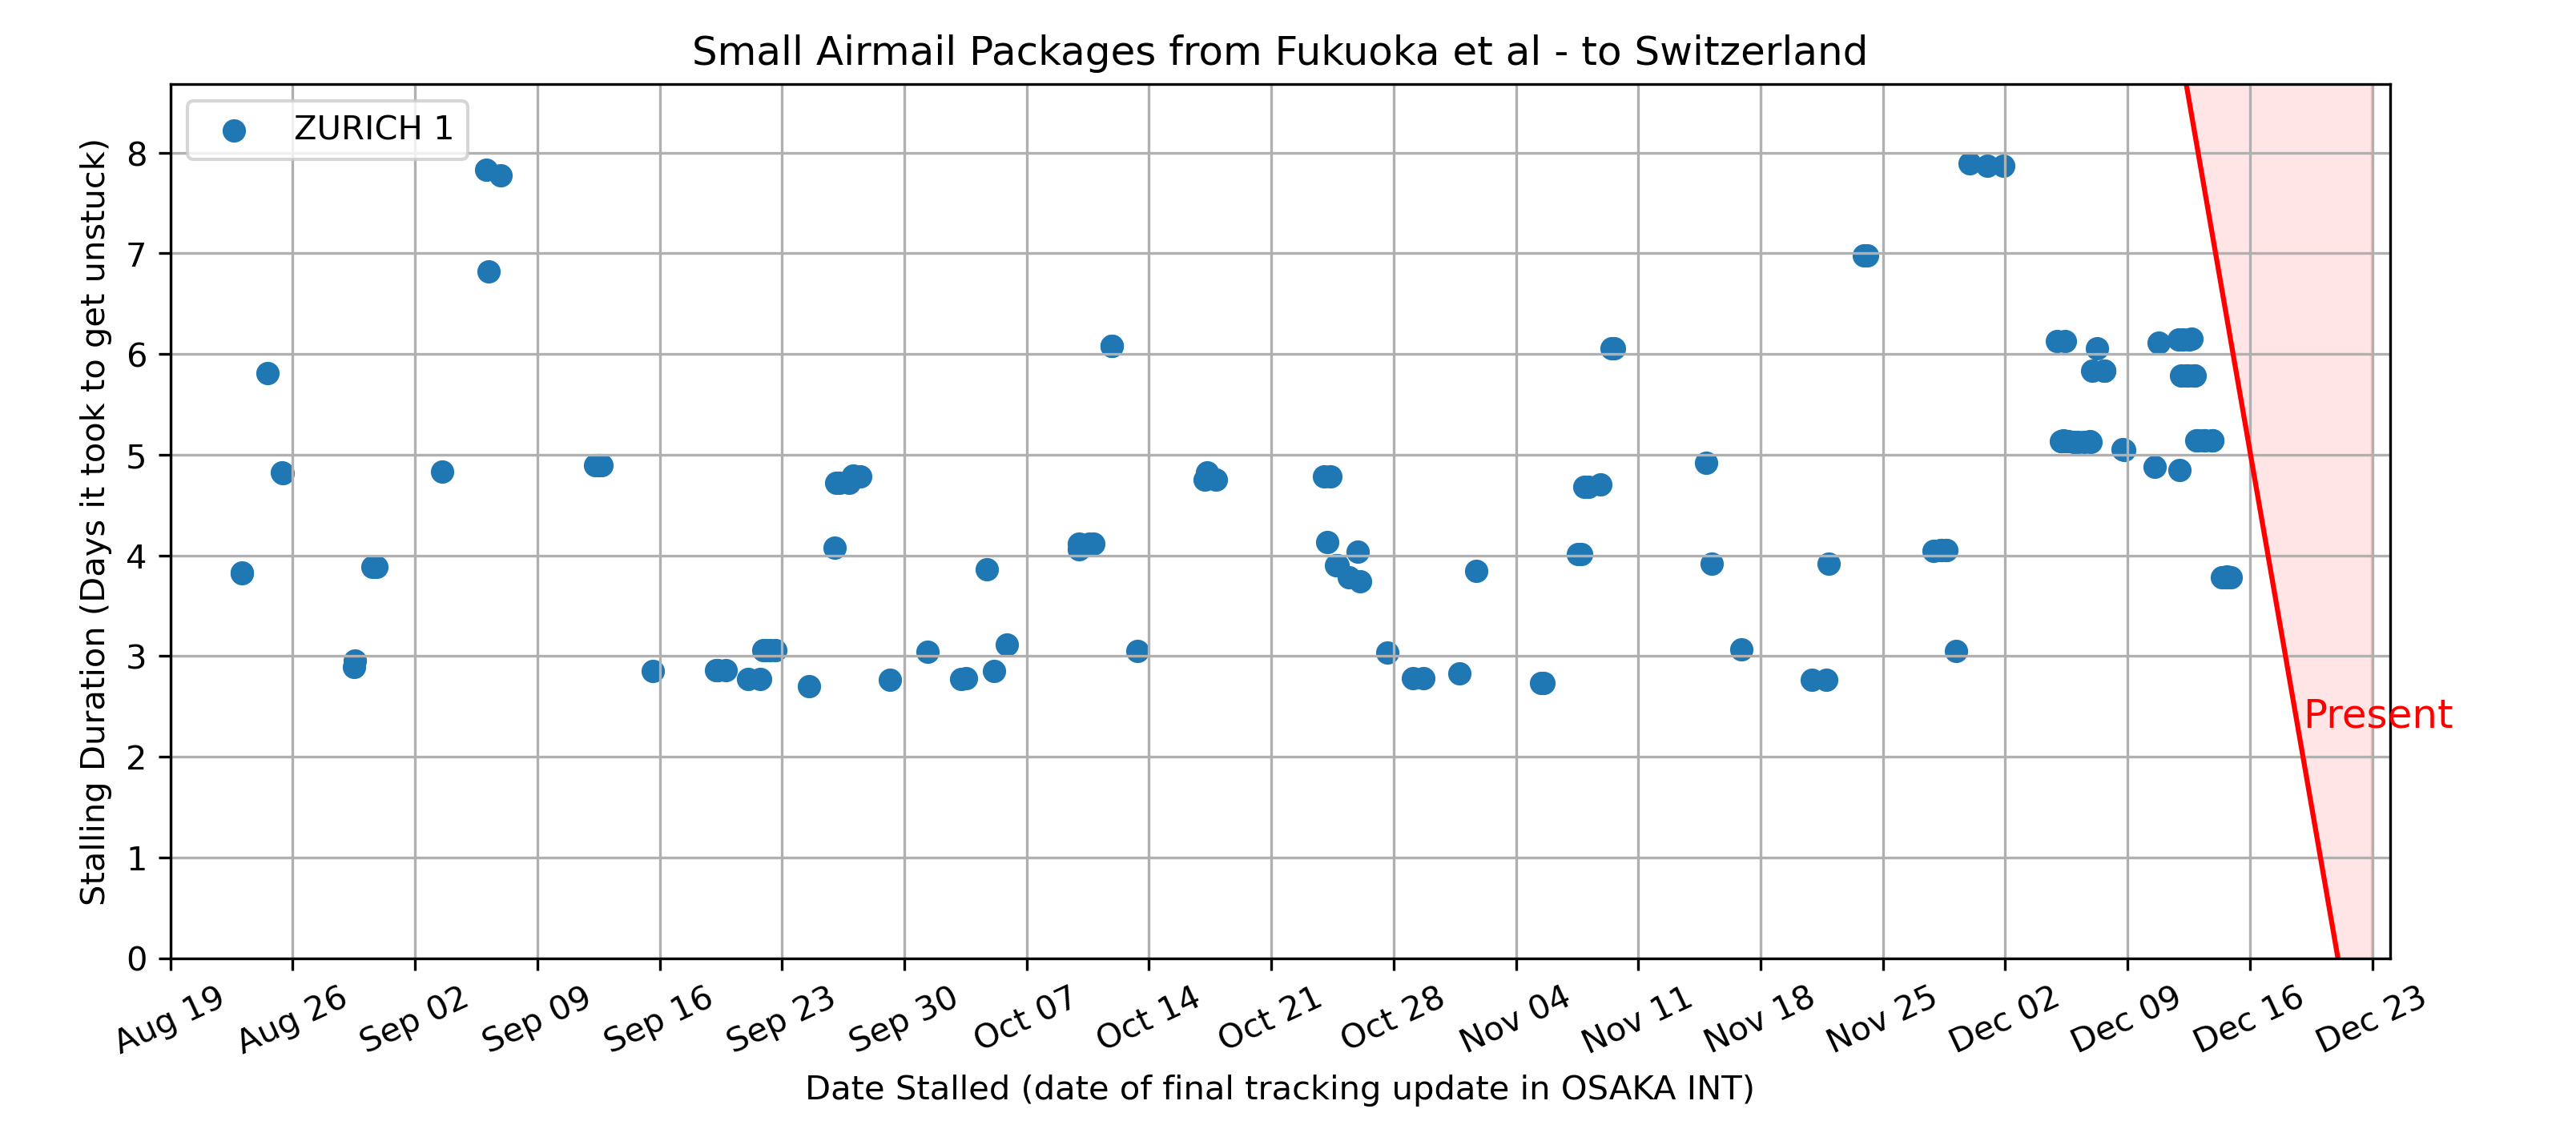 Small Airmail Packages from Fukuoka et al - to Switzerland
ZURICH 1
Stalling Duration (Days it took to get unstuck)
8
7
6
5
4
3
2
1
0
Present
Aug 19
Aug 26
Sep 02
Sep 09
Sep 16
Sep 23
Sep 30
Oct 07
Oct 14
Oct 21
Oct 28
Nov 04
Nov 11
Nov 18
Nov 25
Dec 02
Dec 09
Dec 16
Dec 23
Date Stalled (date of final tracking update in OSAKA INT)